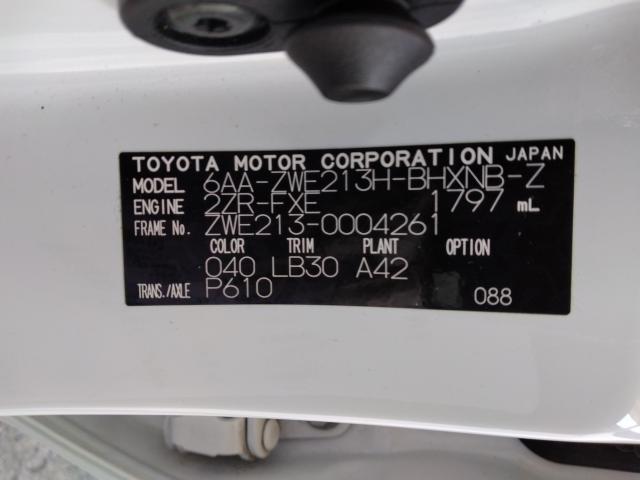 TOYOTA MOTOR CORPORATION JAPAN
MODEL 6AA-ZWE213H-BHXNB-Z
ENGINE 2ZR-FXE 1797 mL
FRAME No. ZWE213-0004261
COLOR TRIM PLANT OPTION
040 LB30 A42
TRANS./AXLE P610 088